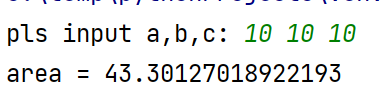 pls input a,b,c: 10 10 10
area = 43.30127018922193